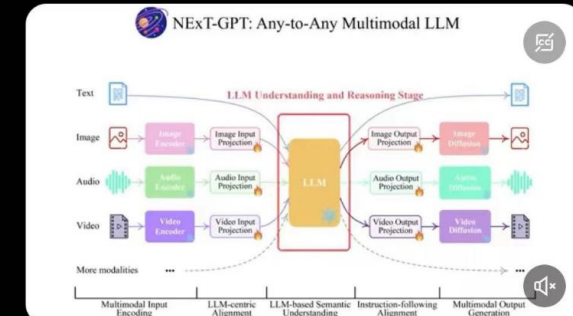 NExT-GPT: Any-to-Any Multimodal LLM
CC
Text
LLM Understanding and Reasoning Stage
Image
Image
Encoder
Image Input
Projection
Image Output
Projection
Image
Diffusion
Audio
Audio
Encoder
Audio Input
Projection
LLM
Audio Output
Projection
Audio
Diffusion
Video
Video
Encoder
Video Input
Projection
Video Output
Projection
Video
Diffusion
More modalities
Multimodal Input
Encoding
LLM-centric
Alignment
LLM-based Semantic
Understanding
Instruction-following
Alignment
Multimodal Output
Generation